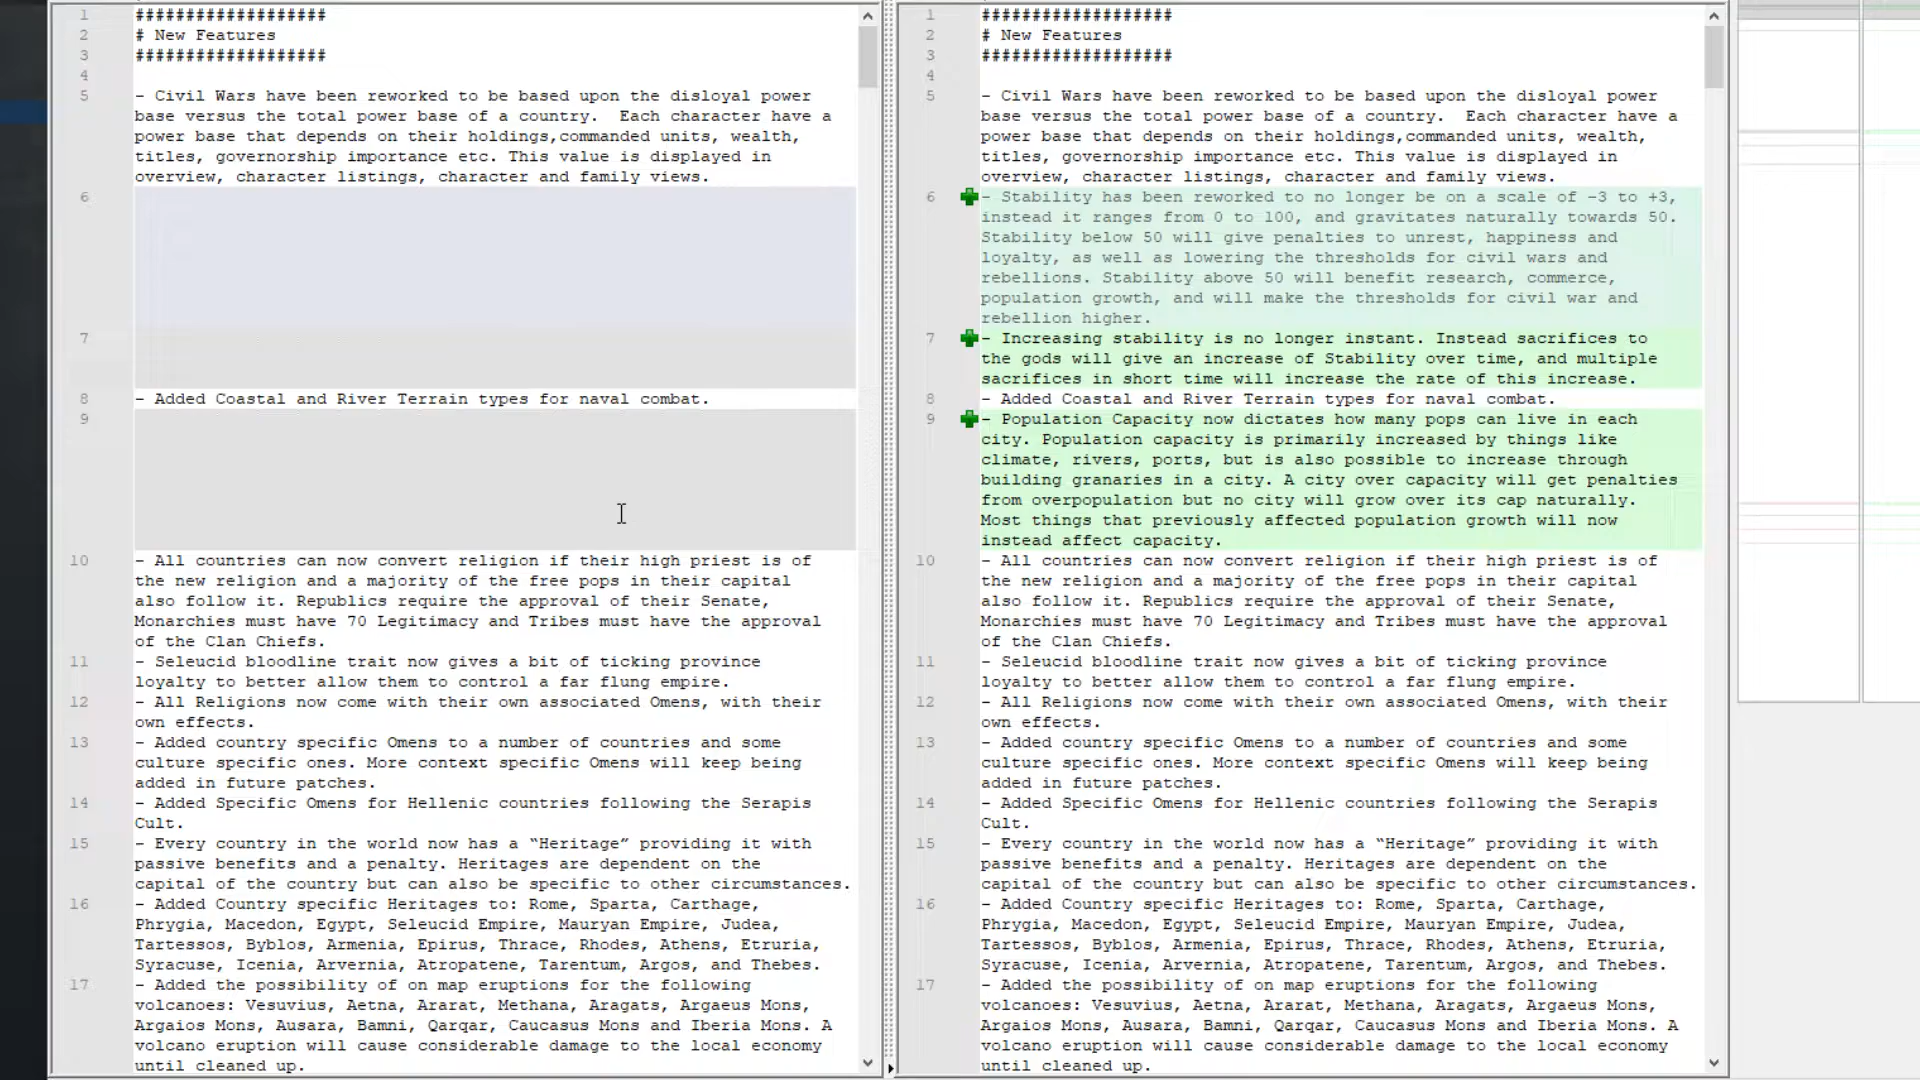 1 ###################
2 # New Features
3 ###################
4
5 - Civil Wars have been reworked to be based upon the disloyal power
base versus the total power base of a country.  Each character have a
power base that depends on their holdings,commanded units, wealth,
titles, governorship importance etc. This value is displayed in
overview, character listings, character and family views.
6
7
8 - Added Coastal and River Terrain types for naval combat.
9
10 - All countries can now convert religion if their high priest is of
the new religion and a majority of the free pops in their capital
also follow it. Republics require the approval of their Senate,
Monarchies must have 70 Legitimacy and Tribes must have the approval
of the Clan Chiefs.
11 - Seleucid bloodline trait now gives a bit of ticking province
loyalty to better allow them to control a far flung empire.
12 - All Religions now come with their own associated Omens, with their
own effects.
13 - Added country specific Omens to a number of countries and some
culture specific ones. More context specific Omens will keep being
added in future patches.
14 - Added Specific Omens for Hellenic countries following the Serapis
Cult.
15 - Every country in the world now has a “Heritage” providing it with
passive benefits and a penalty. Heritages are dependent on the
capital of the country but can also be specific to other circumstances.
16 - Added Country specific Heritages to: Rome, Sparta, Carthage,
Phrygia, Macedon, Egypt, Seleucid Empire, Mauryan Empire, Judea,
Tartessos, Byblos, Armenia, Epirus, Thrace, Rhodes, Athens, Etruria,
Syracuse, Icenia, Arvernia, Atropatene, Tarentum, Argos, and Thebes.
17 - Added the possibility of on map eruptions for the following
volcanoes: Vesuvius, Aetna, Ararat, Methana, Aragats, Argaeus Mons,
Argaios Mons, Ausara, Bamni, Qarqar, Caucasus Mons and Iberia Mons. A
volcano eruption will cause considerable damage to the local economy
until cleaned up.
1 ###################
2 # New Features
3 ###################
4
5 - Civil Wars have been reworked to be based upon the disloyal power
base versus the total power base of a country.  Each character have a
power base that depends on their holdings,commanded units, wealth,
titles, governorship importance etc. This value is displayed in
overview, character listings, character and family views.
6 - Stability has been reworked to no longer be on a scale of -3 to +3,
instead it ranges from 0 to 100, and gravitates naturally towards 50.
Stability below 50 will give penalties to unrest, happiness and
loyalty, as well as lowering the thresholds for civil wars and
rebellions. Stability above 50 will benefit research, commerce,
population growth, and will make the thresholds for civil war and
rebellion higher.
7 - Increasing stability is no longer instant. Instead sacrifices to
the gods will give an increase of Stability over time, and multiple
sacrifices in short time will increase the rate of this increase.
8 - Added Coastal and River Terrain types for naval combat.
9 - Population Capacity now dictates how many pops can live in each
city. Population capacity is primarily increased by things like
climate, rivers, ports, but is also possible to increase through
building granaries in a city. A city over capacity will get penalties
from overpopulation but no city will grow over its cap naturally.
Most things that previously affected population growth will now
instead affect capacity.
10 - All countries can now convert religion if their high priest is of
the new religion and a majority of the free pops in their capital
also follow it. Republics require the approval of their Senate,
Monarchies must have 70 Legitimacy and Tribes must have the approval
of the Clan Chiefs.
11 - Seleucid bloodline trait now gives a bit of ticking province
loyalty to better allow them to control a far flung empire.
12 - All Religions now come with their own associated Omens, with their
own effects.
13 - Added country specific Omens to a number of countries and some
culture specific ones. More context specific Omens will keep being
added in future patches.
14 - Added Specific Omens for Hellenic countries following the Serapis
Cult.
15 - Every country in the world now has a “Heritage” providing it with
passive benefits and a penalty. Heritages are dependent on the
capital of the country but can also be specific to other circumstances.
16 - Added Country specific Heritages to: Rome, Sparta, Carthage,
Phrygia, Macedon, Egypt, Seleucid Empire, Mauryan Empire, Judea,
Tartessos, Byblos, Armenia, Epirus, Thrace, Rhodes, Athens, Etruria,
Syracuse, Icenia, Arvernia, Atropatene, Tarentum, Argos, and Thebes.
17 - Added the possibility of on map eruptions for the following
volcanoes: Vesuvius, Aetna, Ararat, Methana, Aragats, Argaeus Mons,
Argaios Mons, Ausara, Bamni, Qarqar, Caucasus Mons and Iberia Mons. A
volcano eruption will cause considerable damage to the local economy
until cleaned up.